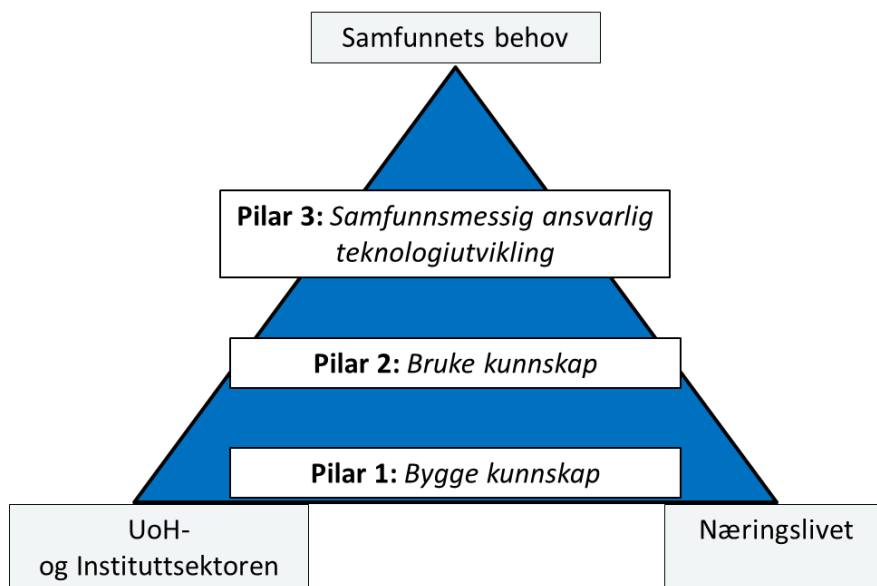 Samfunnets behov
Pilar 3: Samfunnsmessig ansvarlig
teknologiutvikling
Pilar 2: Bruke kunnskap
Pilar 1: Bygge kunnskap
UoH-
og Instituttsektoren
Næringslivet